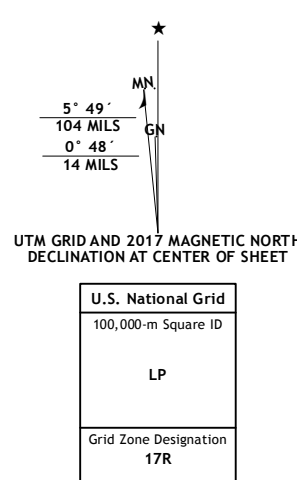 MN.
5° 49´
104 MILS
GN
0° 48´
14 MILS
UTM GRID AND 2017 MAGNETIC NORTH
DECLINATION AT CENTER OF SHEET
U.S. National Grid
100,000-m Square ID
LP
Grid Zone Designation
17R